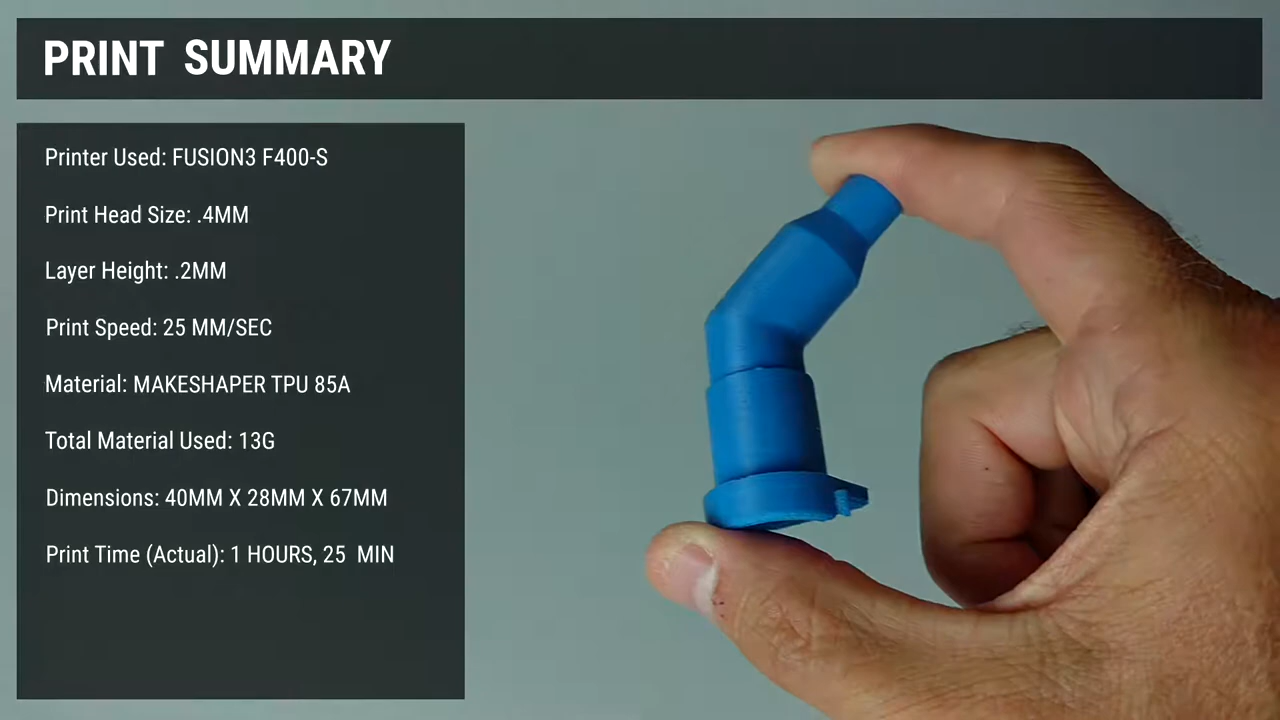 PRINT SUMMARY
Printer Used: FUSION3 F400-S
Print Head Size: .4MM
Layer Height: .2MM
Print Speed: 25 MM/SEC
Material: MAKESHAPER TPU 85A
Total Material Used: 13G
Dimensions: 40MM X 28MM X 67MM
Print Time (Actual): 1 HOURS, 25 MIN